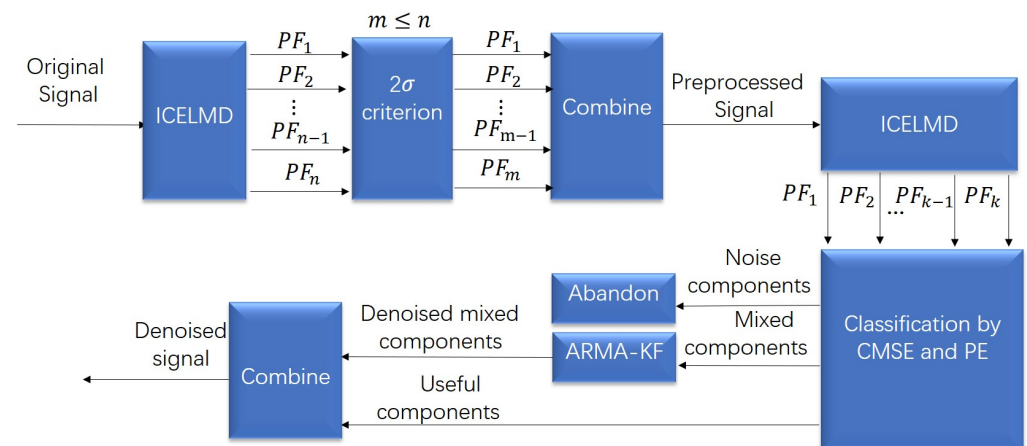 m ≤ n
Original
Signal
ICELMD
PF₁
PF₂
⋮
PFₙ₋₁
PFₙ
2σ
criterion
PF₁
PF₂
⋮
PFₘ₋₁
PFₘ
Combine
Preprocessed
Signal
ICELMD
PF₁ PF₂ ... PFₖ₋₁ PFₖ
Classification by
CMSE and PE
Noise
components
Abandon
Mixed
components
ARMA-KF
Denoised mixed
components
Useful
components
Combine
Denoised
signal